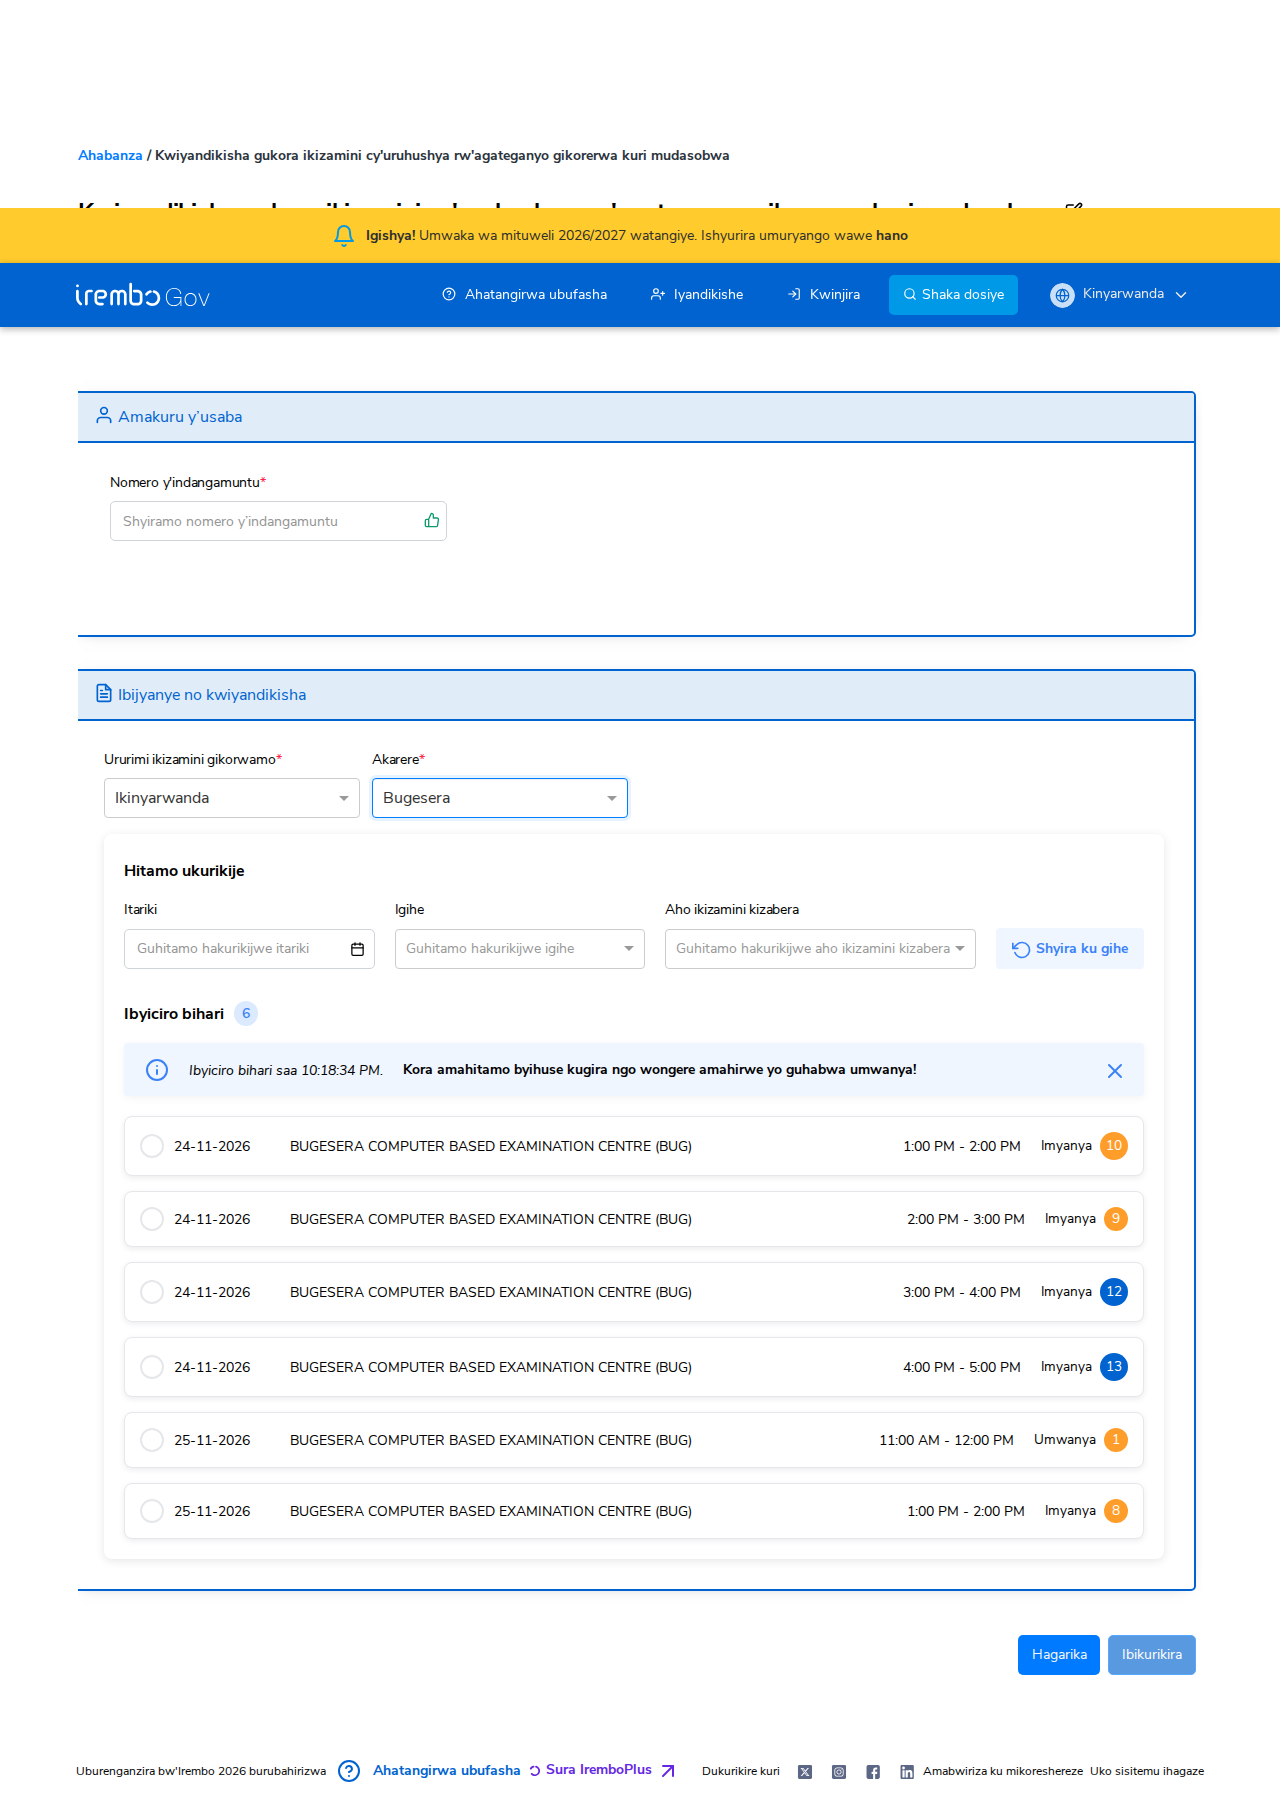 Ahabanza / Kwiyandikisha gukora ikizamini cy'uruhushya rw'agateganyo gikorerwa kuri mudasobwa
Igishya! Umwaka wa mituweli 2026/2027 watangiye. Ishyurira umuryango wawe hano
irembo Gov
Ahatangirwa ubufasha
Iyandikishe
Kwinjira
Shaka dosiye
Kinyarwanda
Amakuru y’usaba
Nomero y'indangamuntu*
Shyiramo nomero y’indangamuntu
Ibijyanye no kwiyandikisha
Ururimi ikizamini gikorwamo*
Akarere*
Ikinyarwanda
Bugesera
Hitamo ukurikije
Itariki
Igihe
Aho ikizamini kizabera
Guhitamo hakurikijwe itariki
Guhitamo hakurikijwe igihe
Guhitamo hakurikijwe aho ikizamini kizabera
Shyira ku gihe
Ibyiciro bihari 6
Ibyiciro bihari saa 10:18:34 PM. Kora amahitamo byihuse kugira ngo wongere amahirwe yo guhabwa umwanya!
24-11-2026 BUGESERA COMPUTER BASED EXAMINATION CENTRE (BUG) 1:00 PM - 2:00 PM Imyanya 10
24-11-2026 BUGESERA COMPUTER BASED EXAMINATION CENTRE (BUG) 2:00 PM - 3:00 PM Imyanya 9
24-11-2026 BUGESERA COMPUTER BASED EXAMINATION CENTRE (BUG) 3:00 PM - 4:00 PM Imyanya 12
24-11-2026 BUGESERA COMPUTER BASED EXAMINATION CENTRE (BUG) 4:00 PM - 5:00 PM Imyanya 13
25-11-2026 BUGESERA COMPUTER BASED EXAMINATION CENTRE (BUG) 11:00 AM - 12:00 PM Umwanya 1
25-11-2026 BUGESERA COMPUTER BASED EXAMINATION CENTRE (BUG) 1:00 PM - 2:00 PM Imyanya 8
Hagarika
Ibikurikira
Uburenganzira bw'Irembo 2026 burubahirizwa
Ahatangirwa ubufasha
Sura IremboPlus
Dukurikire kuri
Amabwiriza ku mikoreshereze
Uko sisitemu ihagaze